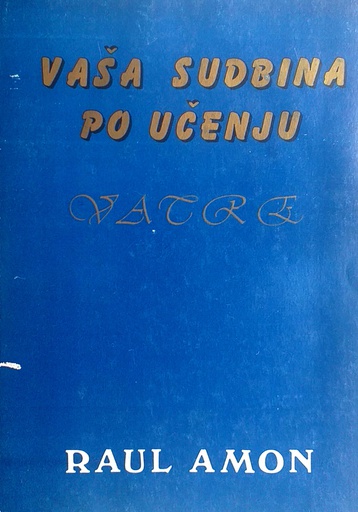 VAŠA SUDBINA
PO UČENJU
VATRE
RAUL AMON